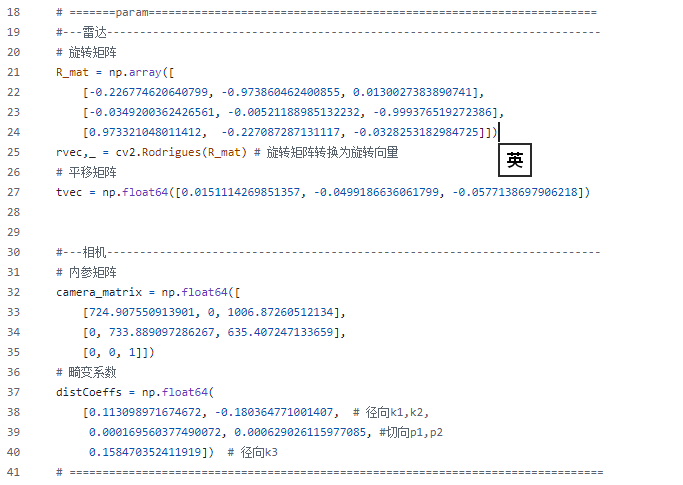 18 # =======param====================================================================
19 #---雷达---------------------------------------------------------------------------
20 # 旋转矩阵
21 R_mat = np.array([
22 [-0.226774620640799, -0.973860462400855, 0.0130027383890741],
23 [-0.0349200362426561, -0.00521188985132232, -0.999376519272386],
24 [0.973321048011412, -0.227087287131117, -0.0328253182984725]])
25 rvec,_ = cv2.Rodrigues(R_mat) # 旋转矩阵转换为旋转向量
英
26 # 平移矩阵
27 tvec = np.float64([0.0151114269851357, -0.0499186636061799, -0.0577138697906218])
28
29
30 #---相机---------------------------------------------------------------------------
31 # 内参矩阵
32 camera_matrix = np.float64([
33 [724.907550913901, 0, 1006.87260512134],
34 [0, 733.889097286267, 635.407247133659],
35 [0, 0, 1]])
36 # 畸变系数
37 distCoeffs = np.float64(
38 [0.113098971674672, -0.180364771001407, # 径向k1,k2,
39 0.000169560377490072, 0.000629026115977085, #切向p1,p2
40 0.158470352411919]) # 径向k3
41 # =================================================================================